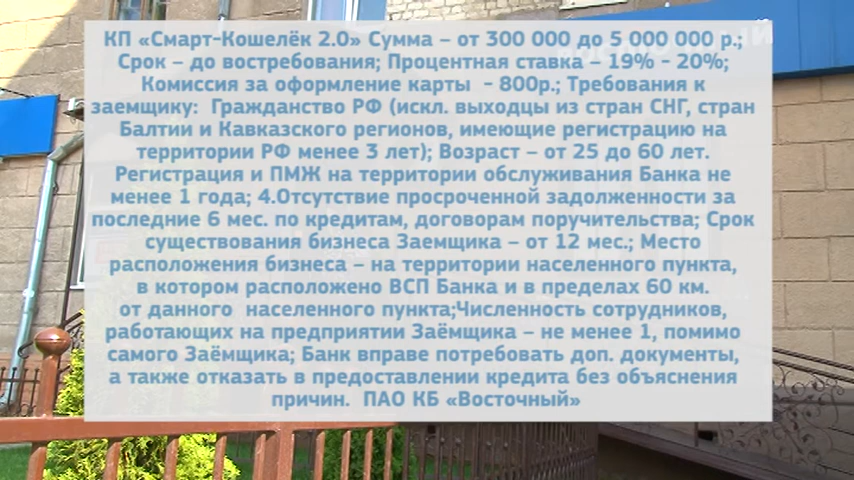 КП «Смарт-Кошелёк 2.0» Сумма – от 300 000 до 5 000 000 р.;
Срок – до востребования; Процентная ставка – 19% - 20%;
Комиссия за оформление карты - 800р.; Требования к
заемщику: Гражданство РФ (искл. выходцы из стран СНГ, стран
Балтии и Кавказского регионов, имеющие регистрацию на
территории РФ менее 3 лет); Возраст – от 25 до 60 лет.
Регистрация и ПМЖ на территории обслуживания Банка не
менее 1 года; 4.Отсутствие просроченной задолженности за
последние 6 мес. по кредитам, договорам поручительства; Срок
существования бизнеса Заемщика – от 12 мес.; Место
расположения бизнеса – на территории населенного пункта,
в котором расположено ВСП Банка и в пределах 60 км.
от данного населенного пункта;Численность сотрудников,
работающих на предприятии Заёмщика – не менее 1, помимо
самого Заёмщика; Банк вправе потребовать доп. документы,
а также отказать в предоставлении кредита без объяснения
причин. ПАО КБ «Восточный»